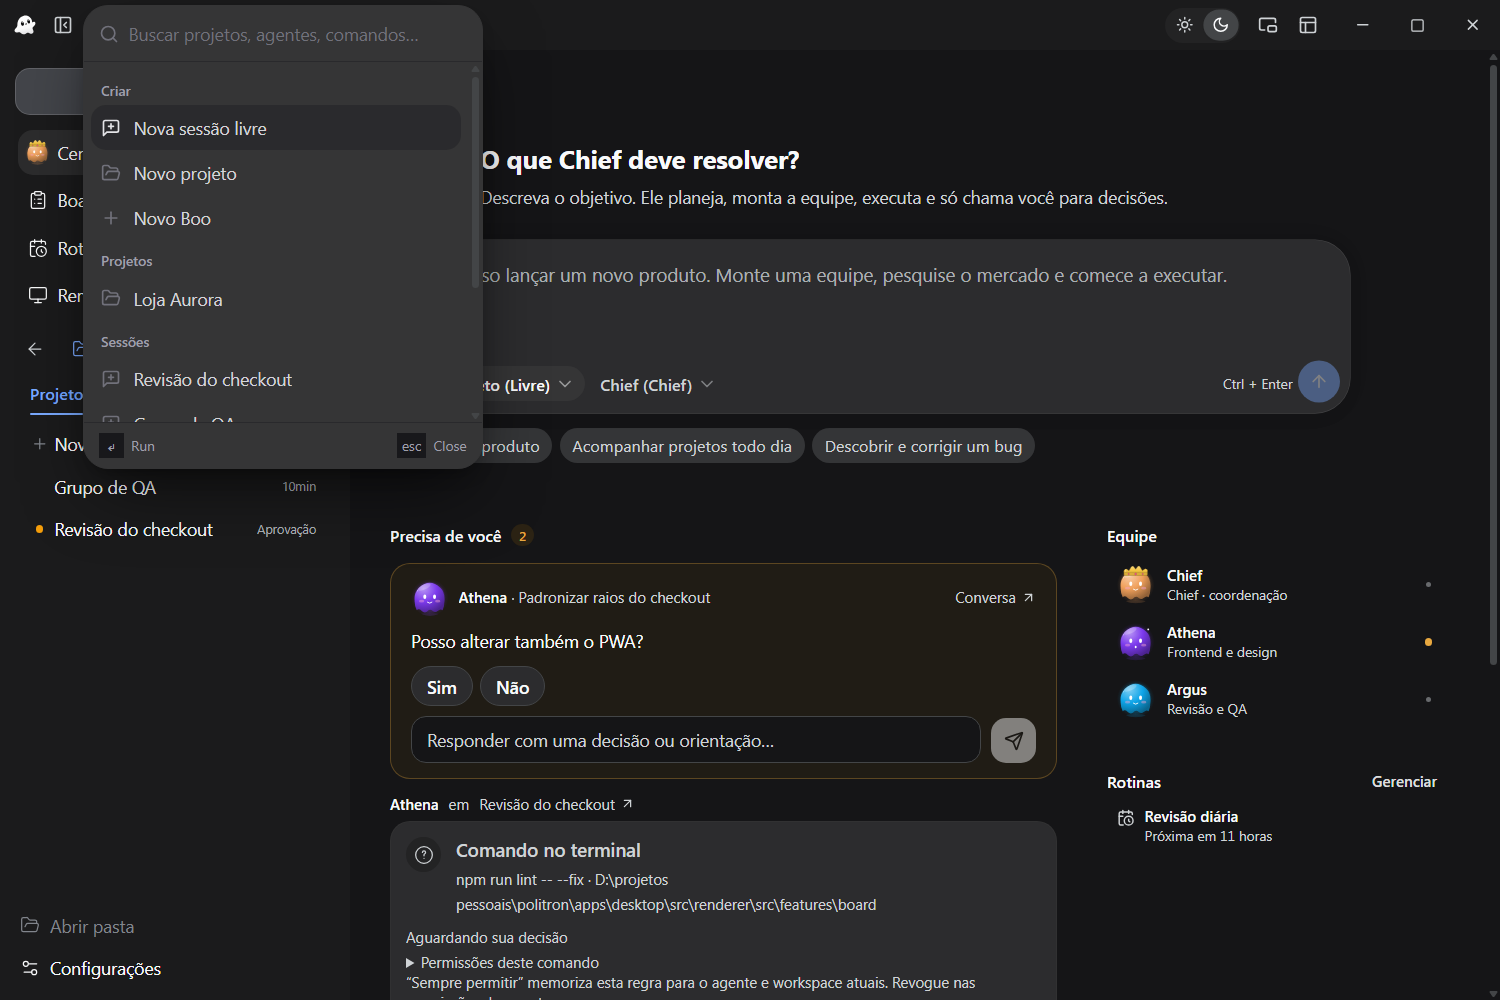 Buscar projetos, agentes, comandos...
Criar
Nova sessão livre
Novo projeto
Novo Boo
Projetos
Loja Aurora
Sessões
Revisão do checkout
Run
esc Close
Projeto
Grupo de QA 10min
Revisão do checkout Aprovação
Abrir pasta
Configurações
O que Chief deve resolver?
Descreva o objetivo. Ele planeja, monta a equipe, executa e só chama você para decisões.
lançar um novo produto. Monte uma equipe, pesquise o mercado e comece a executar.
(Livre)
Chief (Chief)
Ctrl + Enter
produto
Acompanhar projetos todo dia
Descobrir e corrigir um bug
Precisa de você 2
Athena · Padronizar raios do checkout
Conversa
Posso alterar também o PWA?
Sim
Não
Responder com uma decisão ou orientação...
Athena em Revisão do checkout
Comando no terminal
npm run lint -- --fix · D:\projetos
pessoais\politron\apps\desktop\src\renderer\src\features\board
Aguardando sua decisão
Permissões deste comando
“Sempre permitir” memoriza esta regra para o agente e workspace atuais. Revogue nas
Equipe
Chief
Chief · coordenação
Athena
Frontend e design
Argus
Revisão e QA
Rotinas
Gerenciar
Revisão diária
Próxima em 11 horas